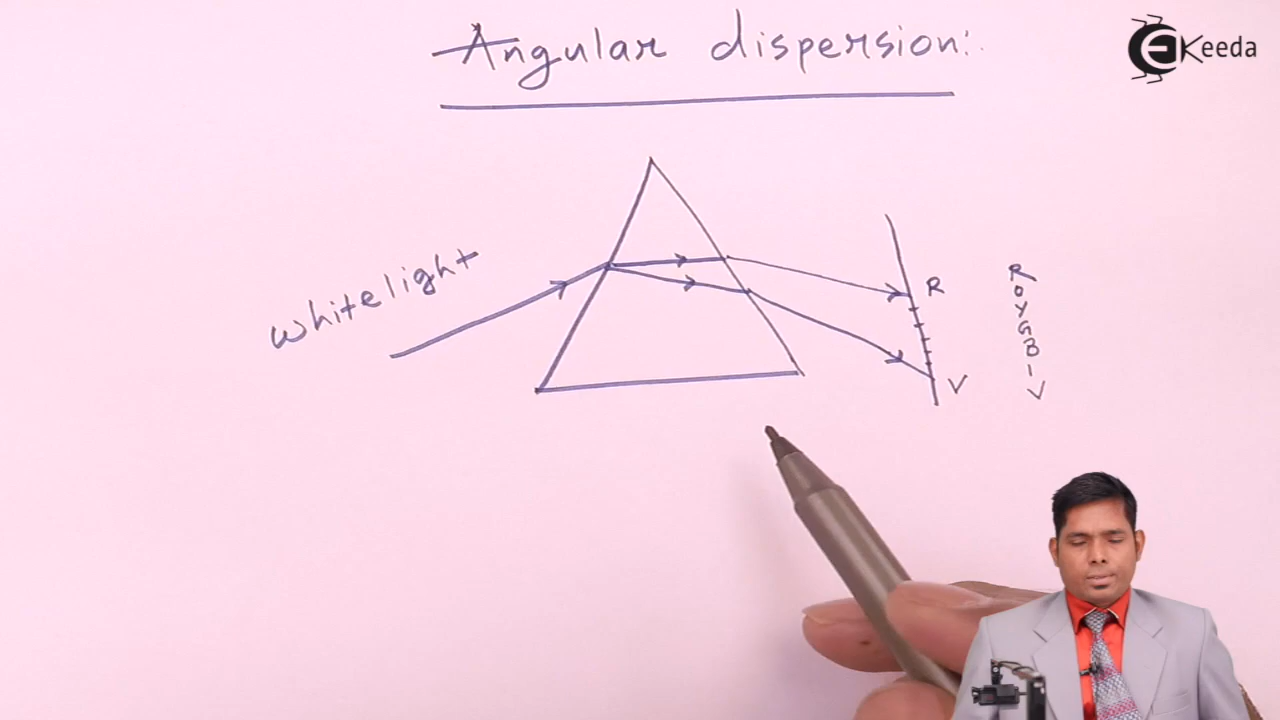 Angular dispersion:
Keeda
whitelight
R
V
R
O
Y
G
B
I
V